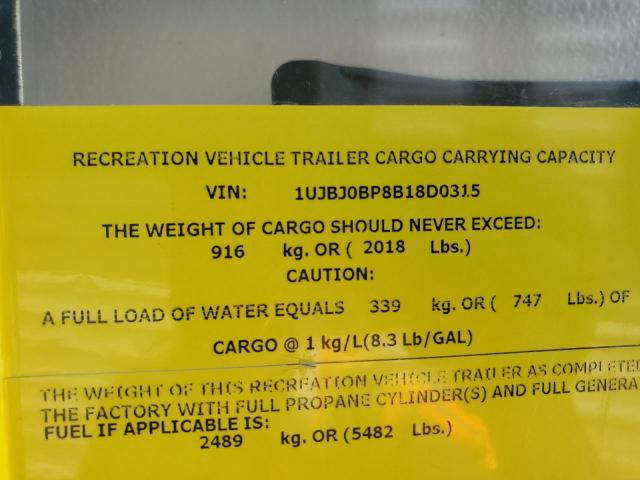 RECREATION VEHICLE TRAILER CARGO CARRYING CAPACITY
VIN: 1UJBJ0BP8B18D0315
THE WEIGHT OF CARGO SHOULD NEVER EXCEED:
916 kg. OR ( 2018 Lbs.)
CAUTION:
A FULL LOAD OF WATER EQUALS 339 kg. OR ( 747 Lbs.) OF
CARGO @ 1 kg/L(8.3 Lb/GAL)
THE WEIGHT OF THIS RECREATION VEHICLE TRAILER AS COMPLETED
THE FACTORY WITH FULL PROPANE CYLINDER(S) AND FULL GENERA
FUEL IF APPLICABLE IS:
2489 kg. OR (5482 Lbs.)